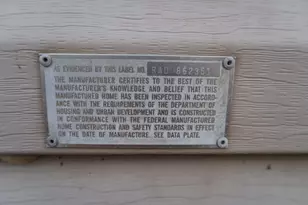 AS EVIDENCED BY THIS LABEL NO. RAD 662351
THE MANUFACTURER CERTIFIES TO THE BEST OF THE
MANUFACTURER'S KNOWLEDGE AND BELIEF THAT THIS
MANUFACTURED HOME HAS BEEN INSPECTED IN ACCORD-
ANCE WITH THE REQUIREMENTS OF THE DEPARTMENT OF
HOUSING AND URBAN DEVELOPMENT AND IS CONSTRUCTED
IN CONFORMANCE WITH THE FEDERAL MANUFACTURED
HOME CONSTRUCTION AND SAFETY STANDARDS IN EFFECT
ON THE DATE OF MANUFACTURE. SEE DATA PLATE.